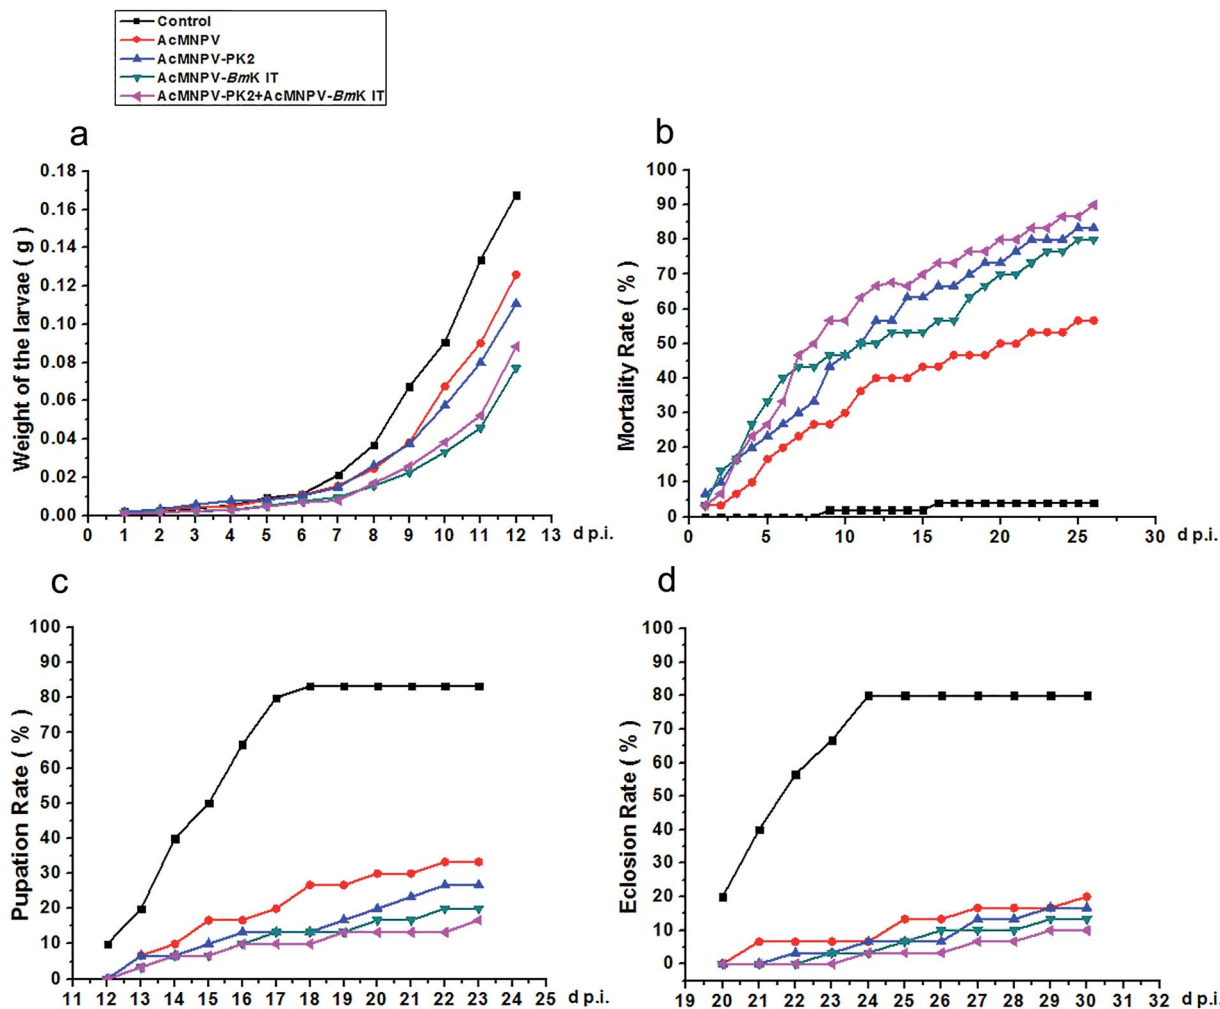 Control
AcMNPV
AcMNPV-PK2
AcMNPV-BmK IT
AcMNPV-PK2+AcMNPV-BmK IT
a
Weight of the larvae ( g )
0.18
0.16
0.14
0.12
0.10
0.08
0.06
0.04
0.02
0.00
0 1 2 3 4 5 6 7 8 9 10 11 12 13 d p.i.
b
Mortality Rate ( % )
100
90
80
70
60
50
40
30
20
10
0
0 5 10 15 20 25 30 d p.i.
c
Pupation Rate ( % )
100
90
80
70
60
50
40
30
20
10
0
11 12 13 14 15 16 17 18 19 20 21 22 23 24 25 d p.i.
d
Eclosion Rate ( % )
100
90
80
70
60
50
40
30
20
10
0
19 20 21 22 23 24 25 26 27 28 29 30 31 32 d p.i.